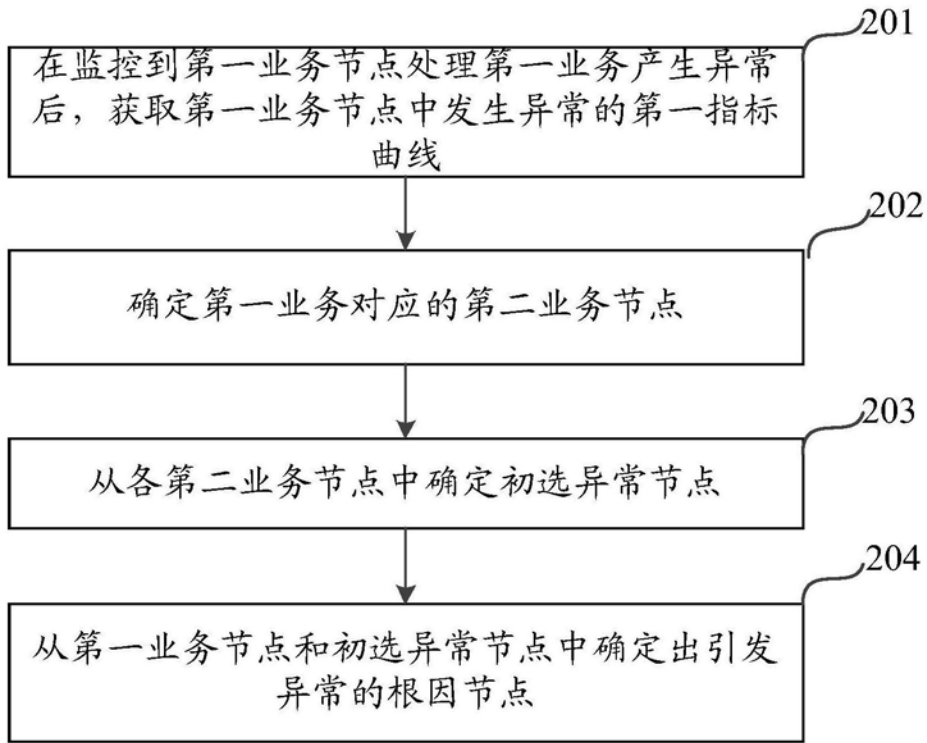 201
在监控到第一业务节点处理第一业务产生异常
后，获取第一业务节点中发生异常的第一指标
曲线
202
确定第一业务对应的第二业务节点
203
从各第二业务节点中确定初选异常节点
204
从第一业务节点和初选异常节点中确定出引发
异常的根因节点